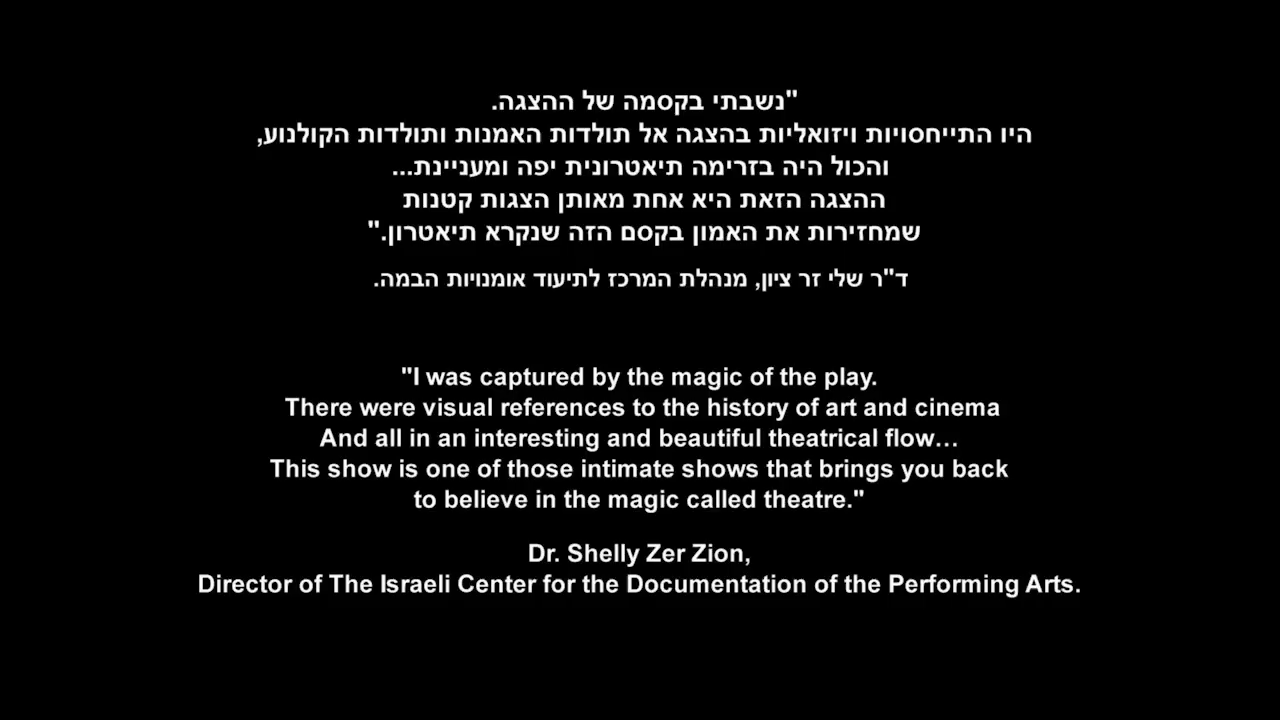 "נשבתי בקסמה של ההצגה.
היו התייחסויות ויזואליות בהצגה אל תולדות האמנות ותולדות הקולנוע,
והכול היה בזרימה תיאטרונית יפה ומעניינת...
ההצגה הזאת היא אחת מאותן הצגות קטנות
שמחזירות את האמון בקסם הזה שנקרא תיאטרון."
ד"ר שלי זר ציון, מנהלת המרכז לתיעוד אומנויות הבמה.
"I was captured by the magic of the play.
There were visual references to the history of art and cinema
And all in an interesting and beautiful theatrical flow…
This show is one of those intimate shows that brings you back
to believe in the magic called theatre."
Dr. Shelly Zer Zion,
Director of The Israeli Center for the Documentation of the Performing Arts.